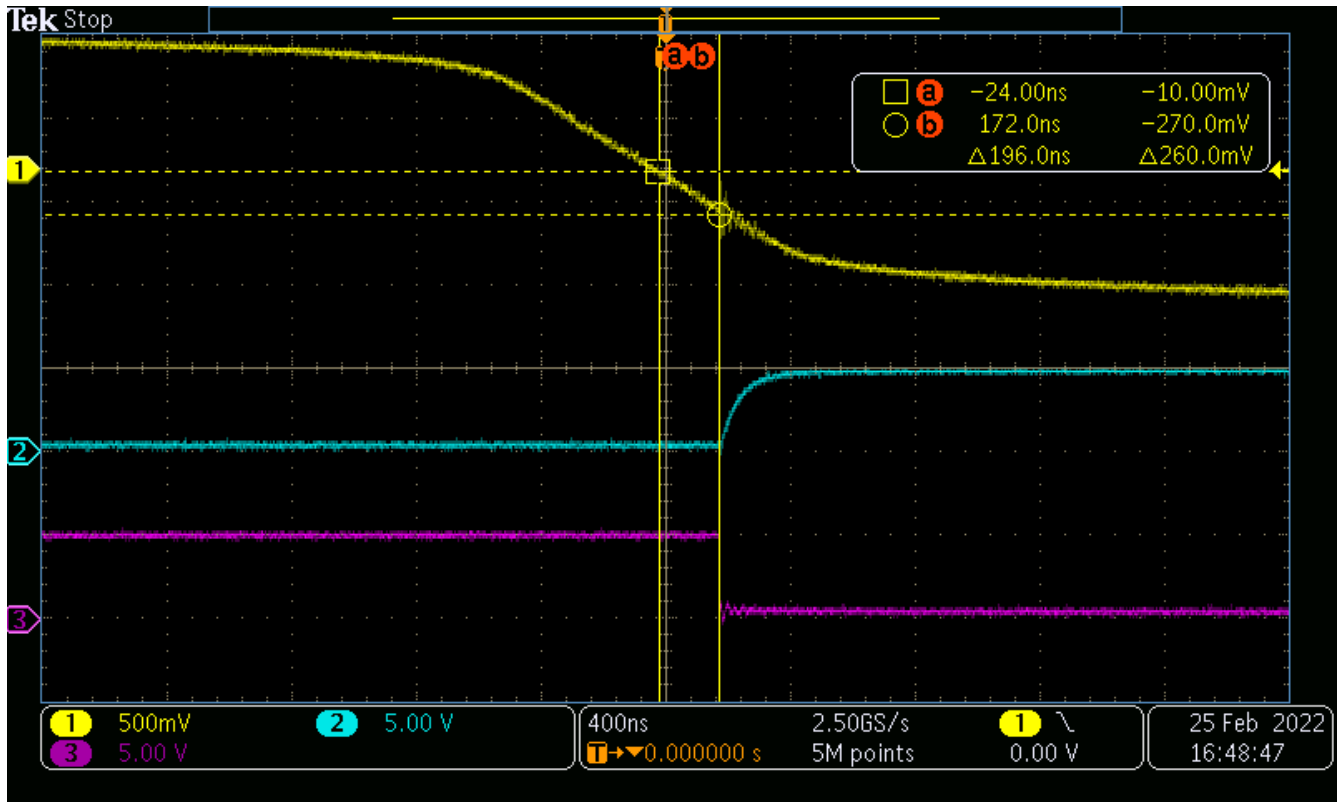 Tek Stop
T
a b
a −24.00ns −10.00mV
b 172.0ns −270.0mV
△196.0ns △260.0mV
1
2
3
1 500mV 2 5.00 V
3 5.00 V
400ns 2.50GS/s 1 \
T→▼0.000000 s 5M points 0.00 V
25 Feb 2022
16:48:47